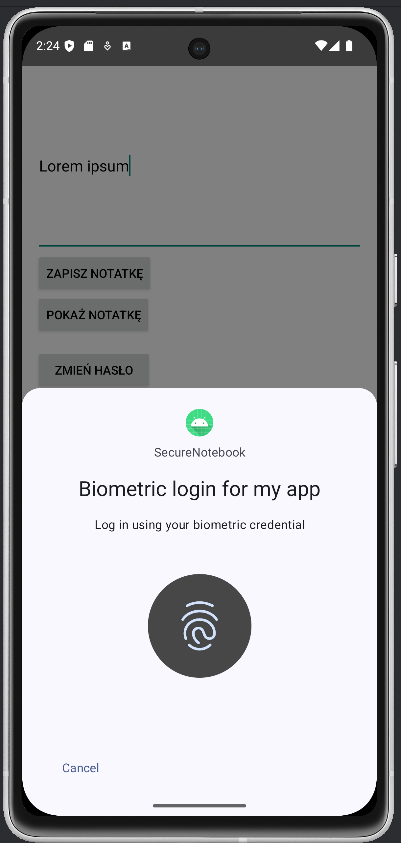 2:24
Lorem ipsum
ZAPISZ NOTATKĘ
POKAŻ NOTATKĘ
ZMIEŃ HASŁO
SecureNotebook
Biometric login for my app
Log in using your biometric credential
Cancel